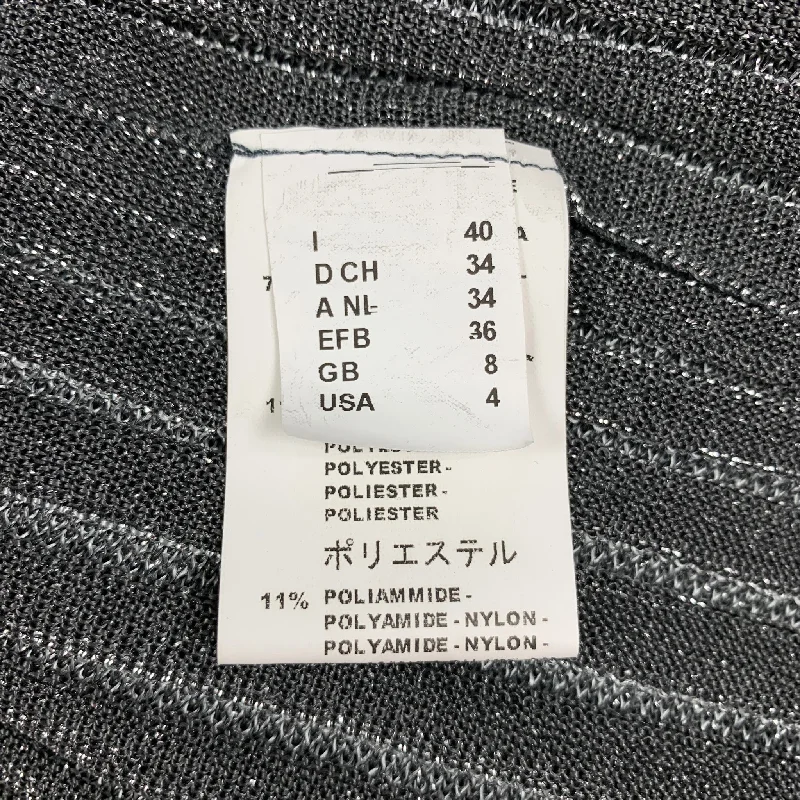 I 40
D CH 34
A NL 34
EFB 36
GB 8
USA 4
POLYESTER -
POLIESTER -
POLIESTER
ポリエステル
11% POLIAMMIDE -
POLYAMIDE - NYLON -
POLYAMIDE - NYLON -